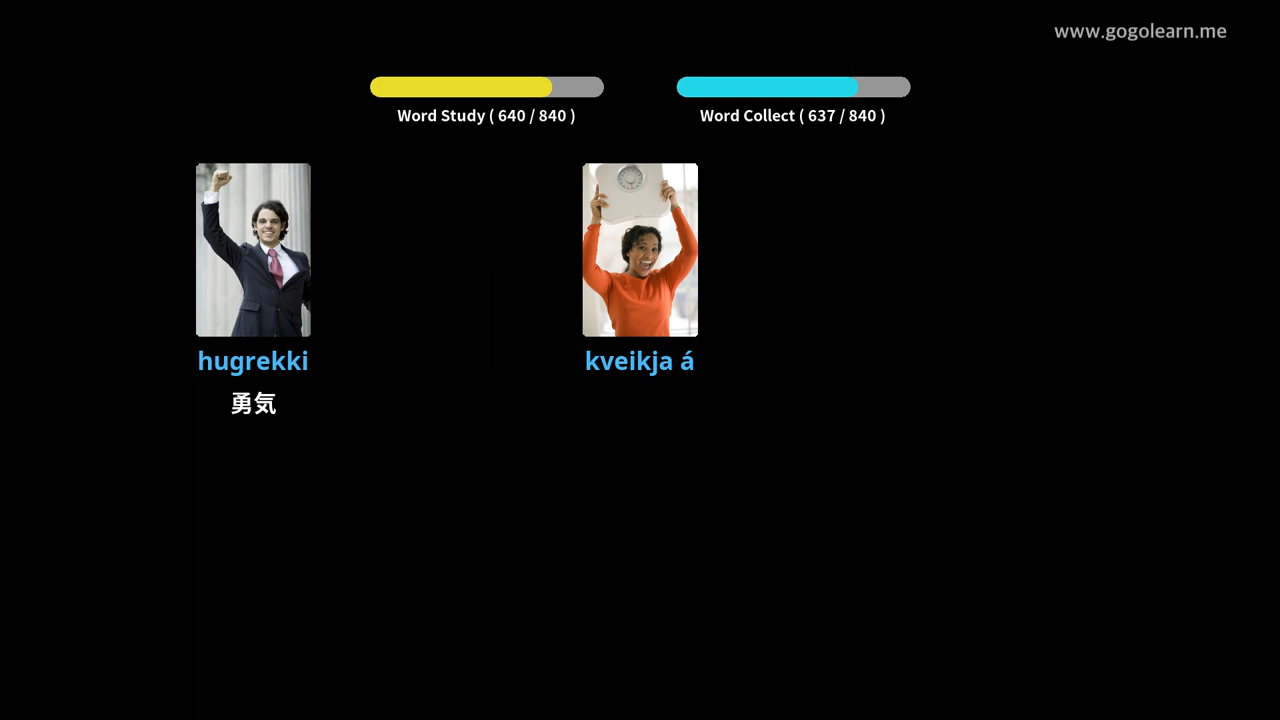 www.gogolearn.me
Word Study ( 640 / 840 )
Word Collect ( 637 / 840 )
hugrekki
勇気
kveikja á